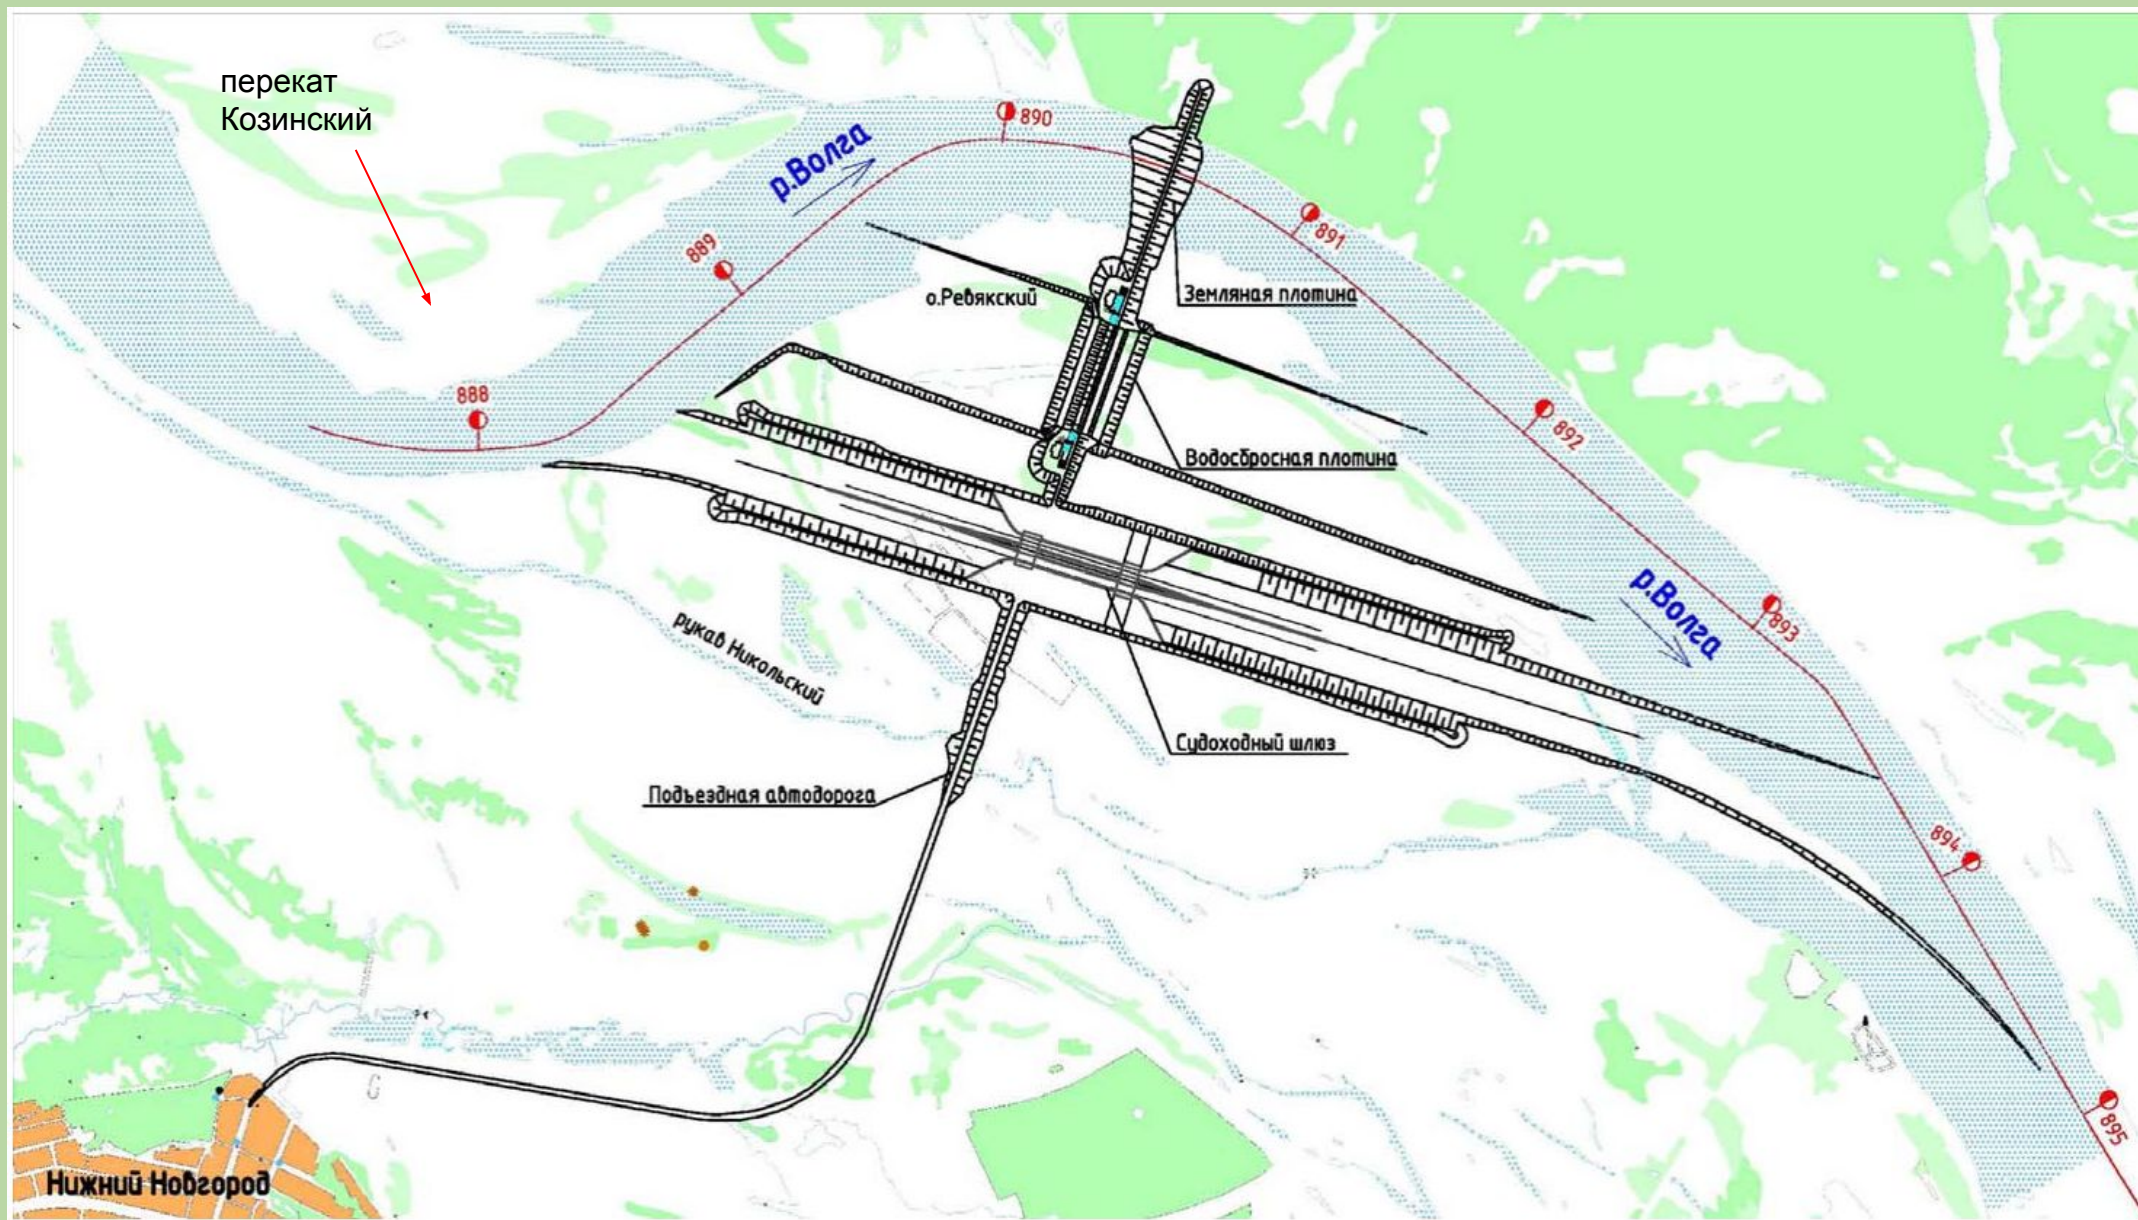 перекат
Козинский
890
р.Волга
891
889
о.Ревякский
Земляная плотина
888
892
Водосбросная плотина
р.Волга
893
рукав Никольский
Судоходный шлюз
Подъездная автодорога
894
895
Нижний Новгород